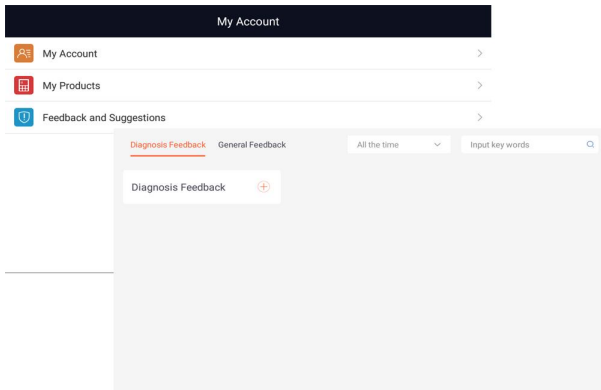 My Account
My Account
My Products
Feedback and Suggestions
Diagnosis Feedback General Feedback All the time Input key words
Diagnosis Feedback